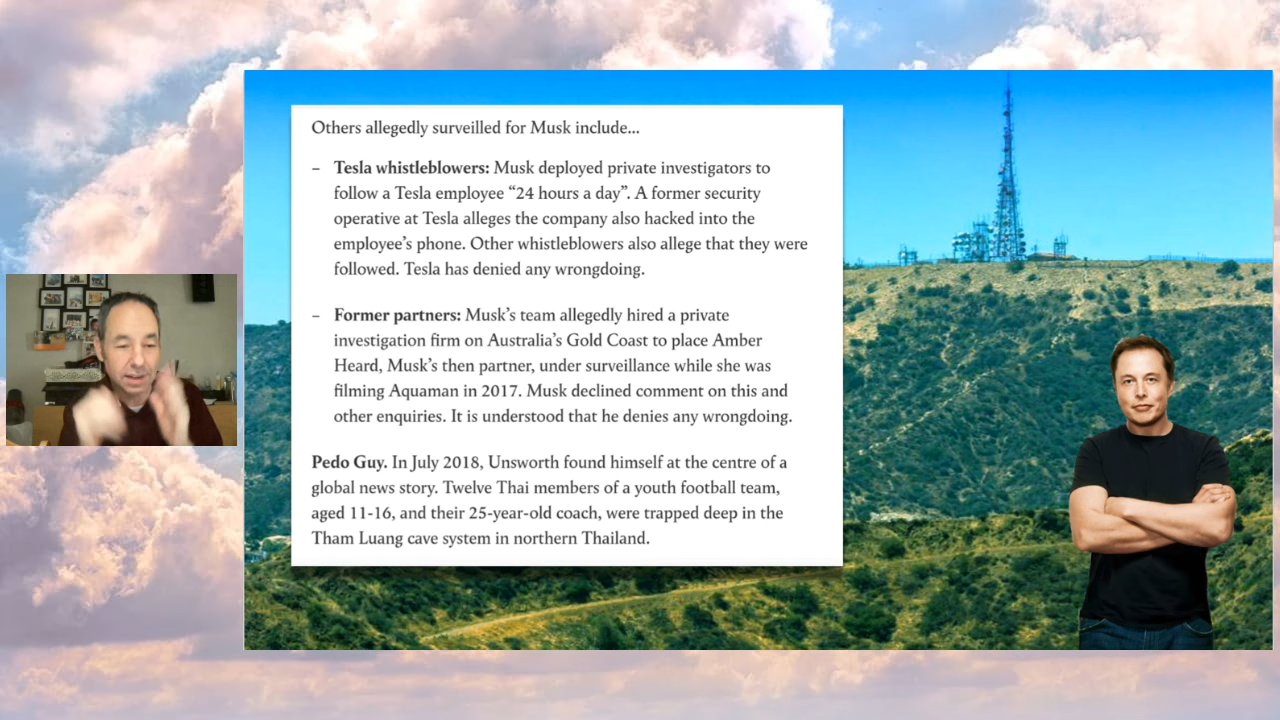 Others allegedly surveilled for Musk include...
– Tesla whistleblowers: Musk deployed private investigators to
follow a Tesla employee “24 hours a day”. A former security
operative at Tesla alleges the company also hacked into the
employee’s phone. Other whistleblowers also allege that they were
followed. Tesla has denied any wrongdoing.
– Former partners: Musk’s team allegedly hired a private
investigation firm on Australia’s Gold Coast to place Amber
Heard, Musk’s then partner, under surveillance while she was
filming Aquaman in 2017. Musk declined comment on this and
other enquiries. It is understood that he denies any wrongdoing.
Pedo Guy. In July 2018, Unsworth found himself at the centre of a
global news story. Twelve Thai members of a youth football team,
aged 11-16, and their 25-year-old coach, were trapped deep in the
Tham Luang cave system in northern Thailand.